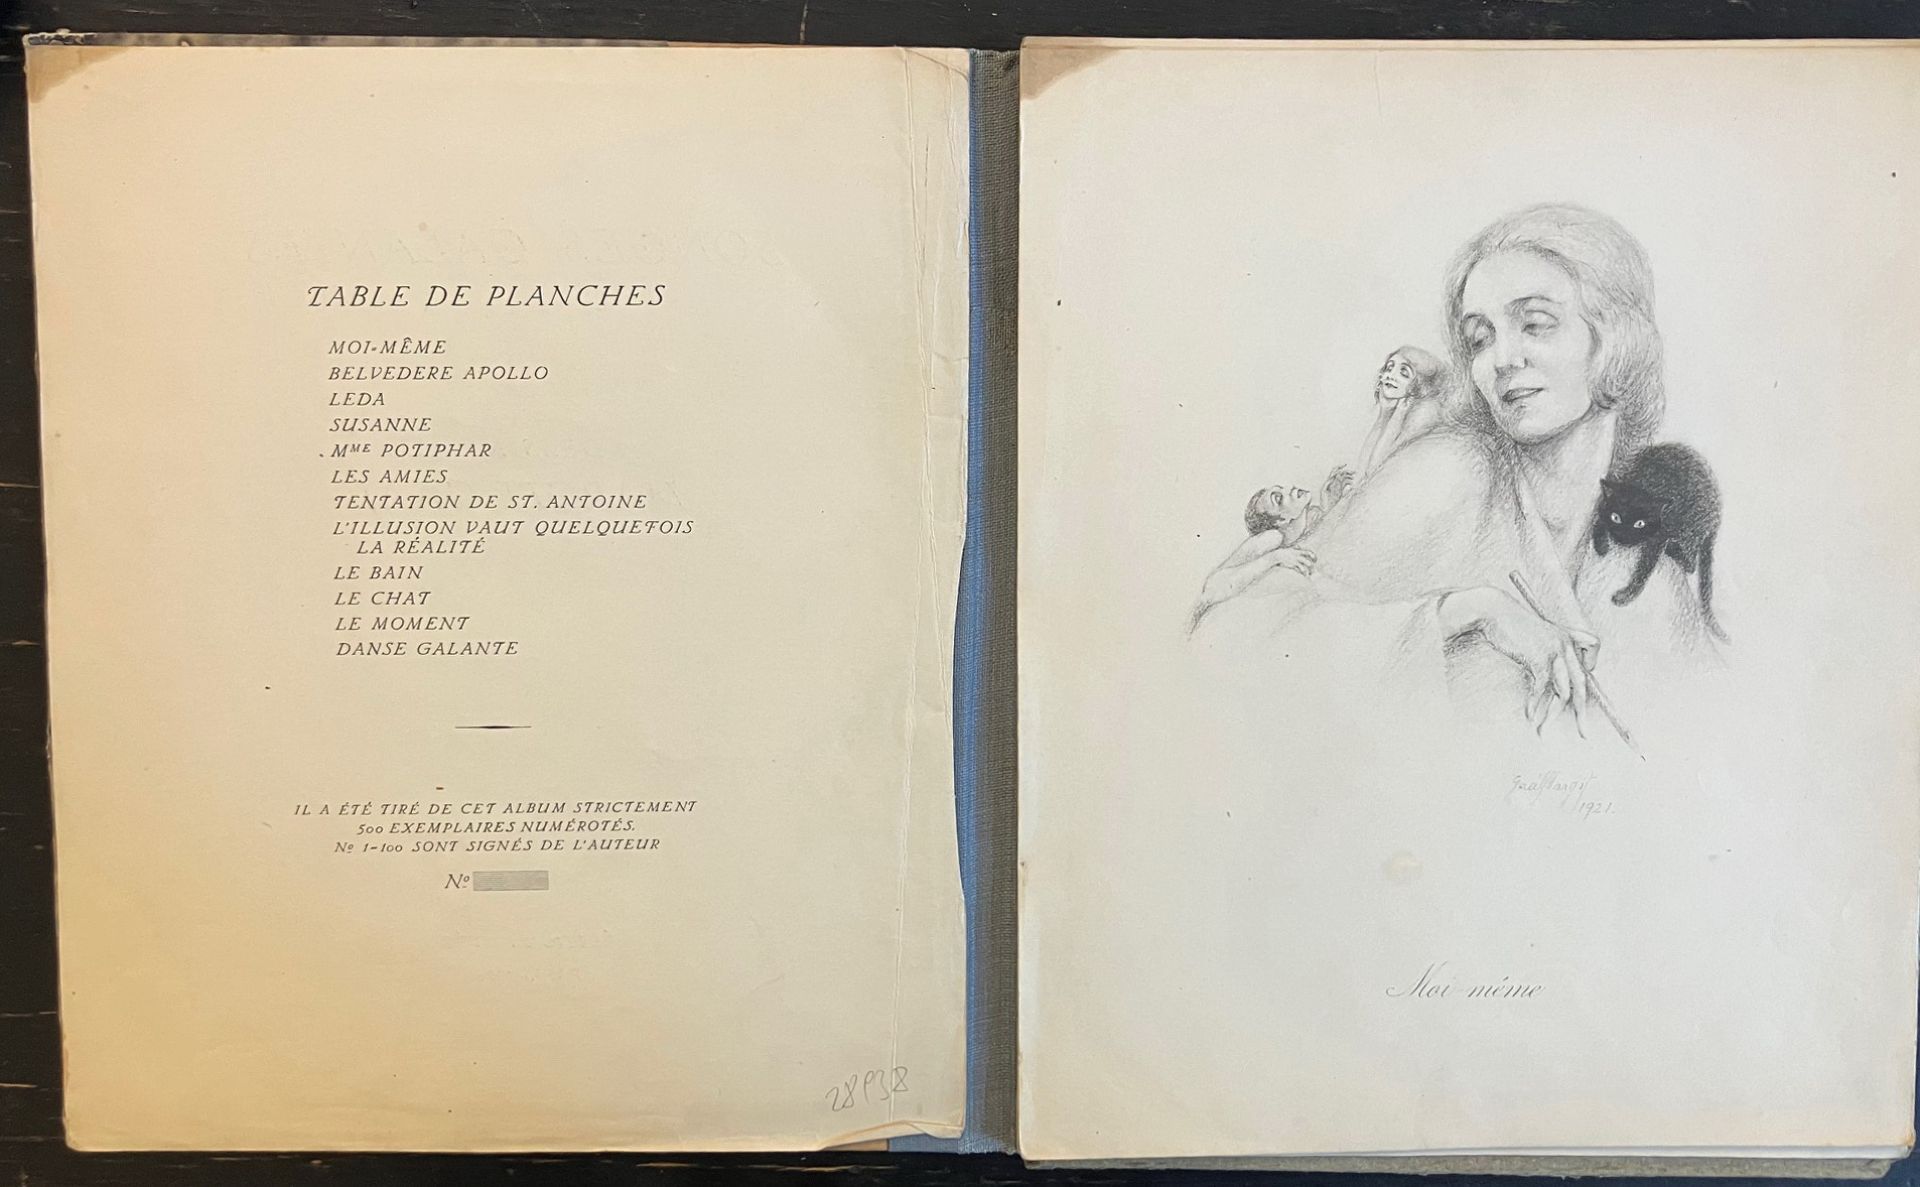 TABLE DE PLANCHES
MOI-MÊME
BELVEDERE APOLLO
LEDA
SUSANNE
MME POTIPHAR
LES AMIES
TENTATION DE ST. ANTOINE
L'ILLUSION VAUT QUELQUEFOIS
LA RÉALITÉ
LE BAIN
LE CHAT
LE MOMENT
DANSE GALANTE
IL A ÉTÉ TIRÉ DE CET ALBUM STRICTEMENT
500 EXEMPLAIRES NUMÉROTÉS.
Nº 1-100 SONT SIGNÉS DE L'AUTEUR
Nº
1921.
Moi-même